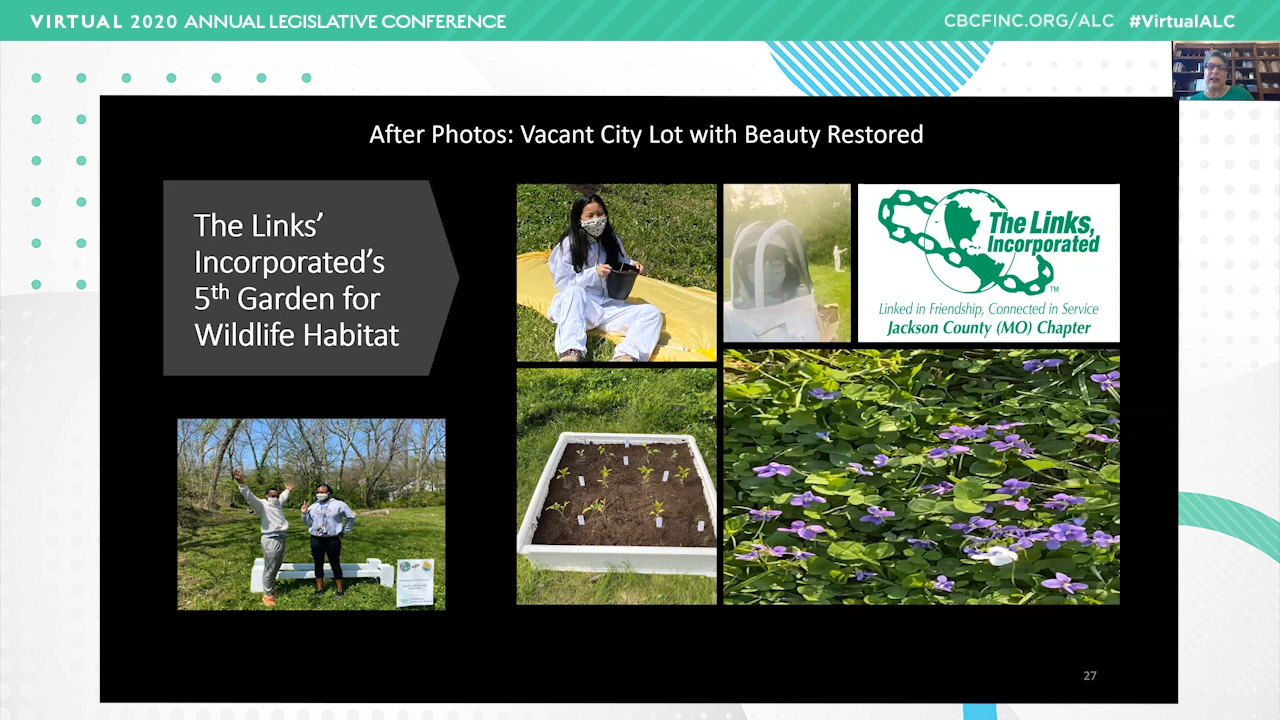 VIRTUAL 2020 ANNUAL LEGISLATIVE CONFERENCE
CBCFINC.ORG/ALC #VirtualALC
After Photos: Vacant City Lot with Beauty Restored
The Links’
Incorporated’s
5th Garden for
Wildlife Habitat
The Links,
Incorporated
TM
Linked in Friendship, Connected in Service
Jackson County (MO) Chapter
27